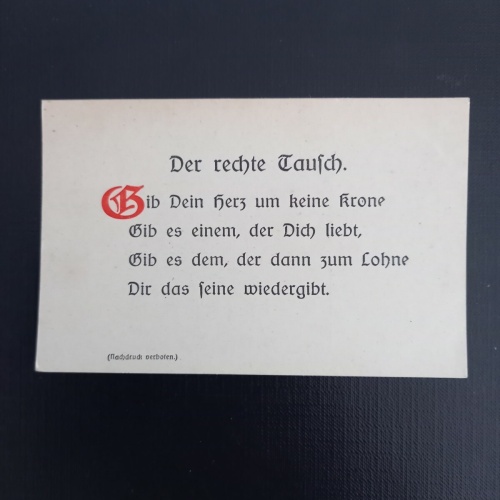 Der rechte Tausch.
Gib Dein Herz um keine Krone
Gib es einem, der Dich liebt,
Gib es dem, der dann zum Lohne
Dir das seine wiedergibt.
(Nachdruck verboten.)